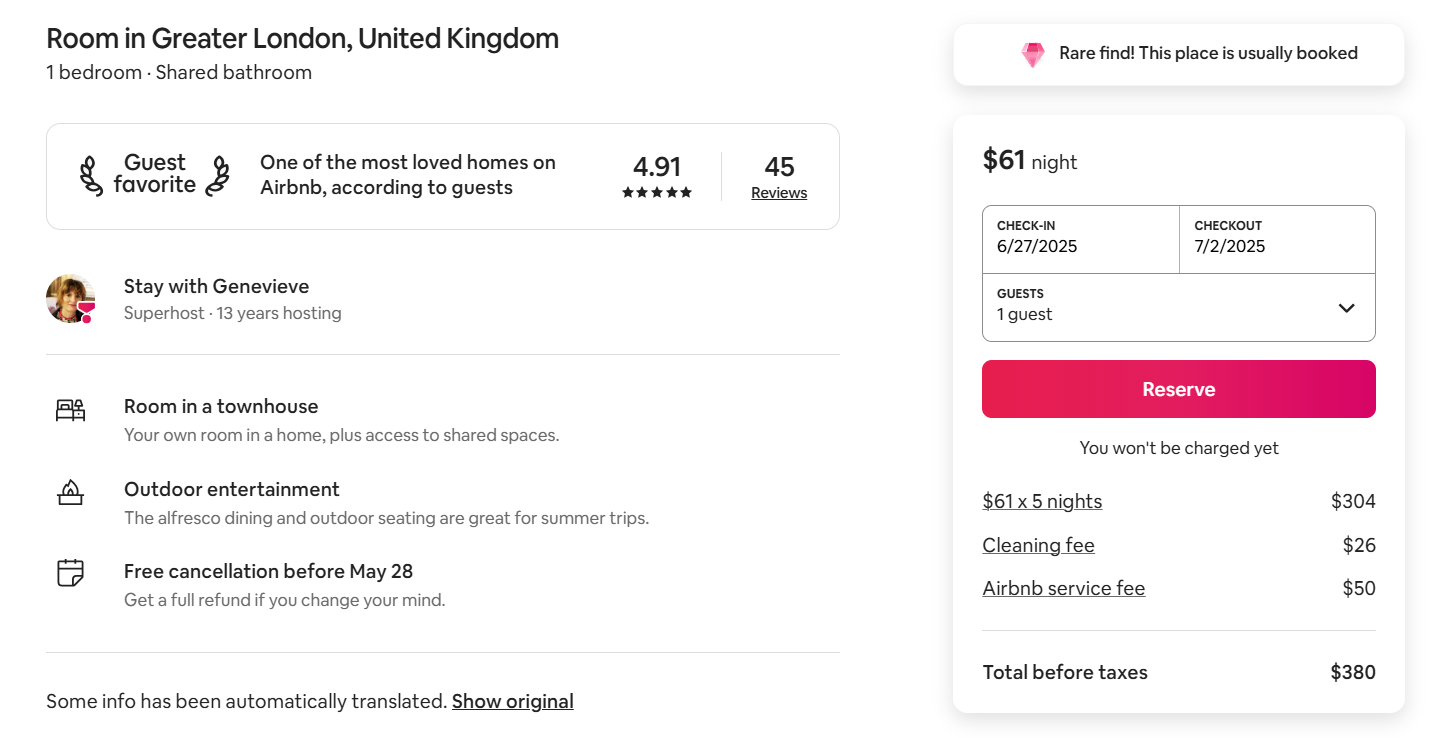 Room in Greater London, United Kingdom
1 bedroom · Shared bathroom
Guest
favorite
One of the most loved homes on
Airbnb, according to guests
4.91
45
Reviews
Stay with Genevieve
Superhost · 13 years hosting
Room in a townhouse
Your own room in a home, plus access to shared spaces.
Outdoor entertainment
The alfresco dining and outdoor seating are great for summer trips.
Free cancellation before May 28
Get a full refund if you change your mind.
Some info has been automatically translated. Show original
Rare find! This place is usually booked
$61 night
CHECK-IN
6/27/2025
CHECKOUT
7/2/2025
GUESTS
1 guest
Reserve
You won't be charged yet
$61 x 5 nights $304
Cleaning fee $26
Airbnb service fee $50
Total before taxes $380